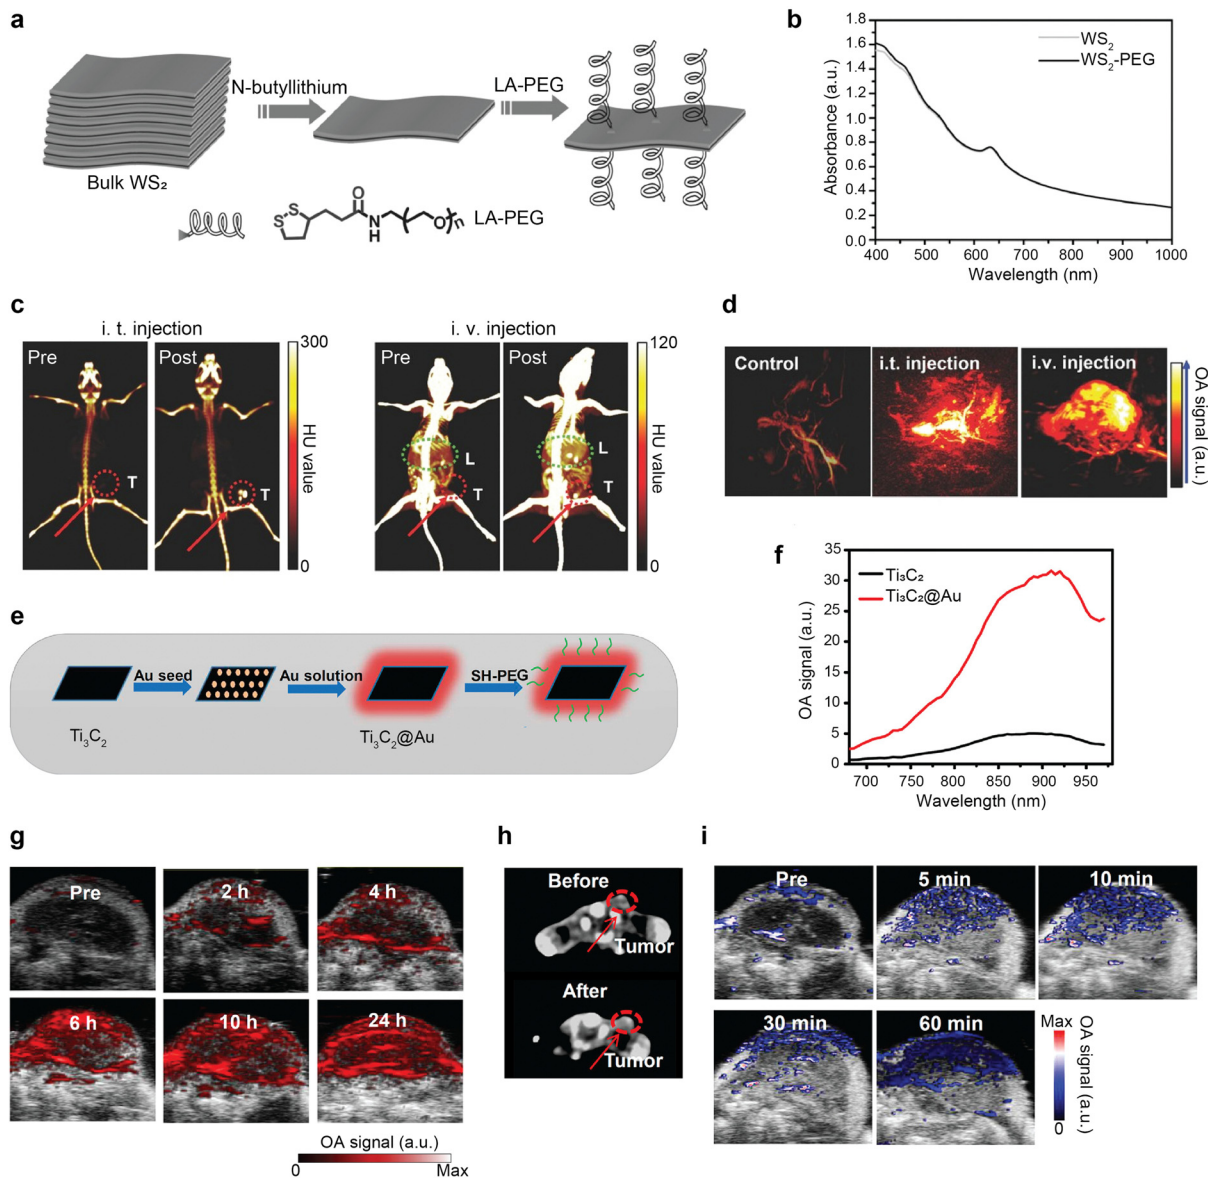 a
N-butyllithium
LA-PEG
Bulk WS₂
S-S
O
N
H
O
n
LA-PEG
b
WS₂
WS₂-PEG
Absorbance (a.u.)
1.8
1.6
1.4
1.2
1.0
0.8
0.6
0.4
0.2
0.0
400 500 600 700 800 900 1000
Wavelength (nm)
c
i. t. injection
Pre
T
Post
T
300
HU value
0
i. v. injection
Pre
L
T
Post
L
T
120
HU value
0
d
Control
i.t. injection
i.v. injection
OA signal (a.u.)
e
Au seed
Au solution
SH-PEG
Ti₃C₂
Ti₃C₂@Au
f
Ti₃C₂
Ti₃C₂@Au
OA signal (a.u.)
35
30
25
20
15
10
5
0
700 750 800 850 900 950
Wavelength (nm)
g
Pre
2 h
4 h
6 h
10 h
24 h
OA signal (a.u.)
0 Max
h
Before
Tumor
After
Tumor
i
Pre
5 min
10 min
30 min
60 min
Max
OA signal (a.u.)
0